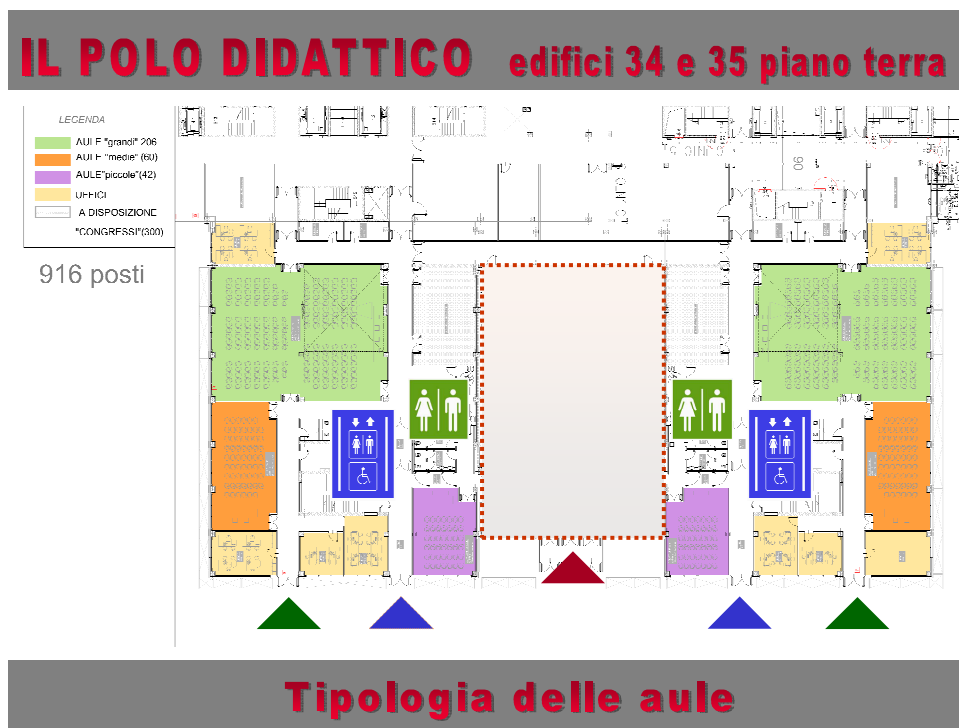 IL POLO DIDATTICO edifici 34 e 35 piano terra
LEGENDA
AULE "grandi" 206
AULE "medie" (60)
AULE"piccole"(42)
UFFICI
A DISPOSIZIONE
"CONGRESSI"(300)
916 posti
90
Tipologia delle aule